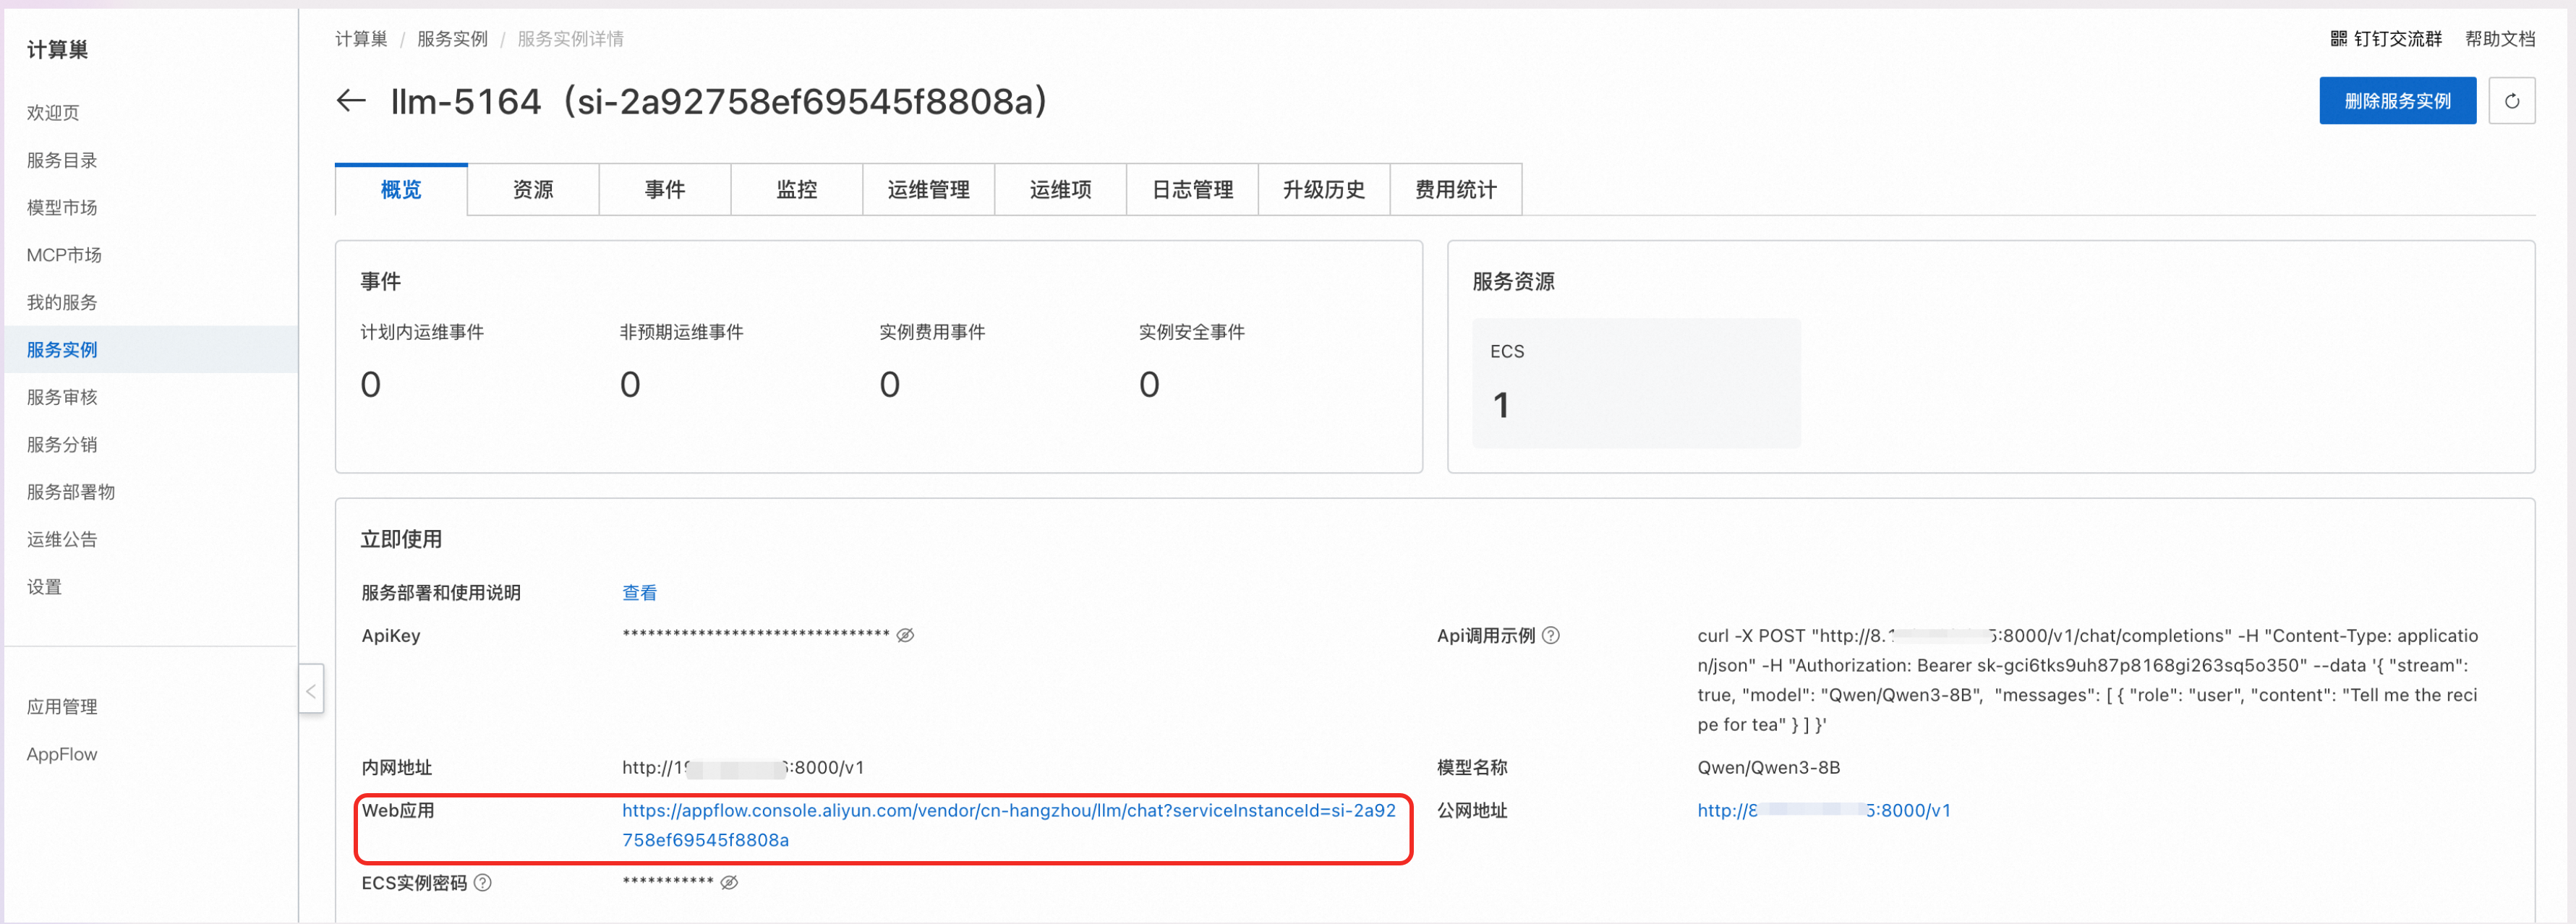 计算巢
欢迎页
服务目录
模型市场
MCP市场
我的服务
服务实例
服务审核
服务分销
服务部署物
运维公告
设置
应用管理
AppFlow
计算巢 / 服务实例 / 服务实例详情
钉钉交流群 帮助文档
llm-5164（si-2a92758ef69545f8808a）
删除服务实例
概览 资源 事件 监控 运维管理 运维项 日志管理 升级历史 费用统计
事件
计划内运维事件 非预期运维事件 实例费用事件 实例安全事件
0 0 0 0
服务资源
ECS
1
立即使用
服务部署和使用说明 查看
ApiKey ********************************
Api调用示例
curl -X POST "http://8.1 5:8000/v1/chat/completions" -H "Content-Type: applicatio
n/json" -H "Authorization: Bearer sk-gci6tks9uh87p8168gi263sq5o350" --data '{ "stream":
true, "model": "Qwen/Qwen3-8B", "messages": [ { "role": "user", "content": "Tell me the reci
pe for tea" } ] }'
内网地址 http://19 6:8000/v1
模型名称 Qwen/Qwen3-8B
Web应用 https://appflow.console.aliyun.com/vendor/cn-hangzhou/llm/chat?serviceInstanceId=si-2a92
758ef69545f8808a
公网地址 http://8 5:8000/v1
ECS实例密码 ***********